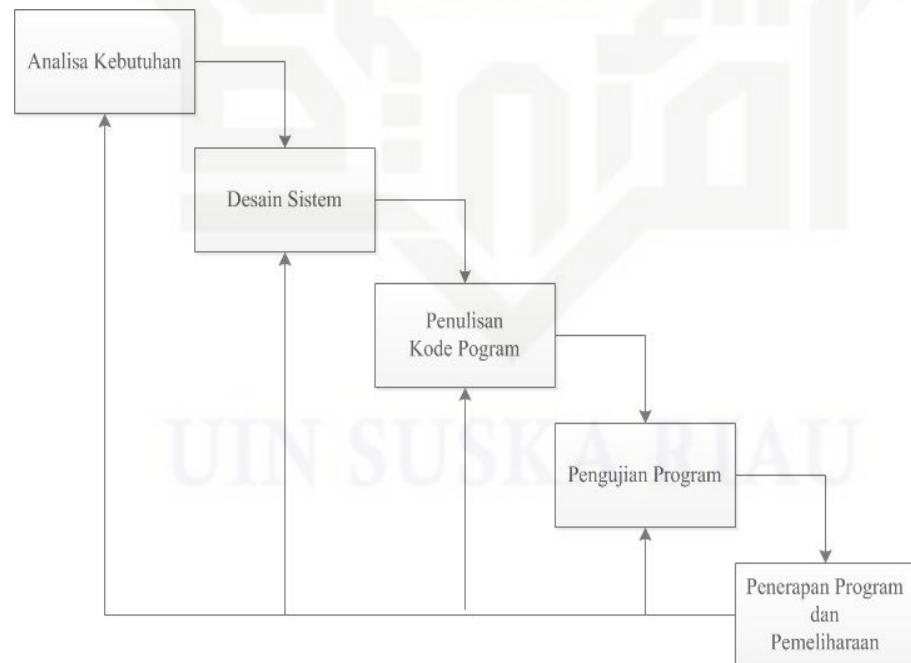 Analisa Kebutuhan
Desain Sistem
Penulisan
Kode Pogram
Pengujian Program
Penerapan Program
dan
Pemeliharaan
UIN SUSKA RIAU